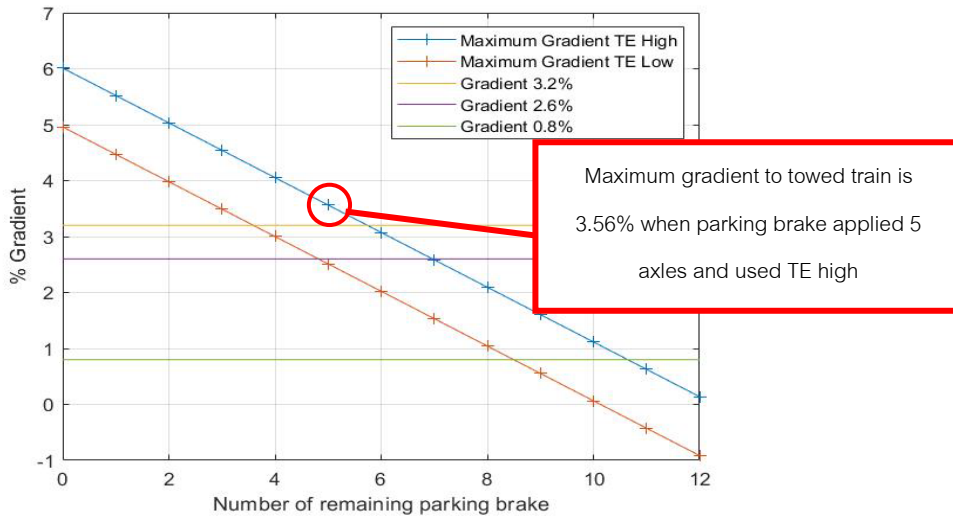 7
6
5
4
3
2
1
0
-1
% Gradient
Maximum Gradient TE High
Maximum Gradient TE Low
Gradient 3.2%
Gradient 2.6%
Gradient 0.8%
Maximum gradient to towed train is
3.56% when parking brake applied 5
axles and used TE high
0 2 4 6 8 10 12
Number of remaining parking brake